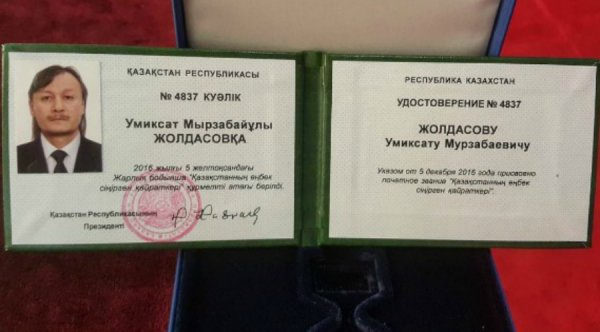 ҚАЗАҚСТАН РЕСПУБЛИКАСЫ
№ 4837 КУӘЛІК
Умиксат Мырзабайұлы
ЖОЛДАСОВҚА
2016 жылғы 5 желтоқсандағы
Жарлық бойынша "Қазақстанның еңбек
сіңірген қайраткері" құрметті атағы берілді.
Қазақстан Республикасының
Президенті
РЕСПУБЛИКА КАЗАХСТАН
УДОСТОВЕРЕНИЕ № 4837
ЖОЛДАСОВУ
Умиксату Мурзабаевичу
Указом от 5 декабря 2016 года присвоено
почетное звание "Қазақстанның еңбек
сіңірген қайраткері".